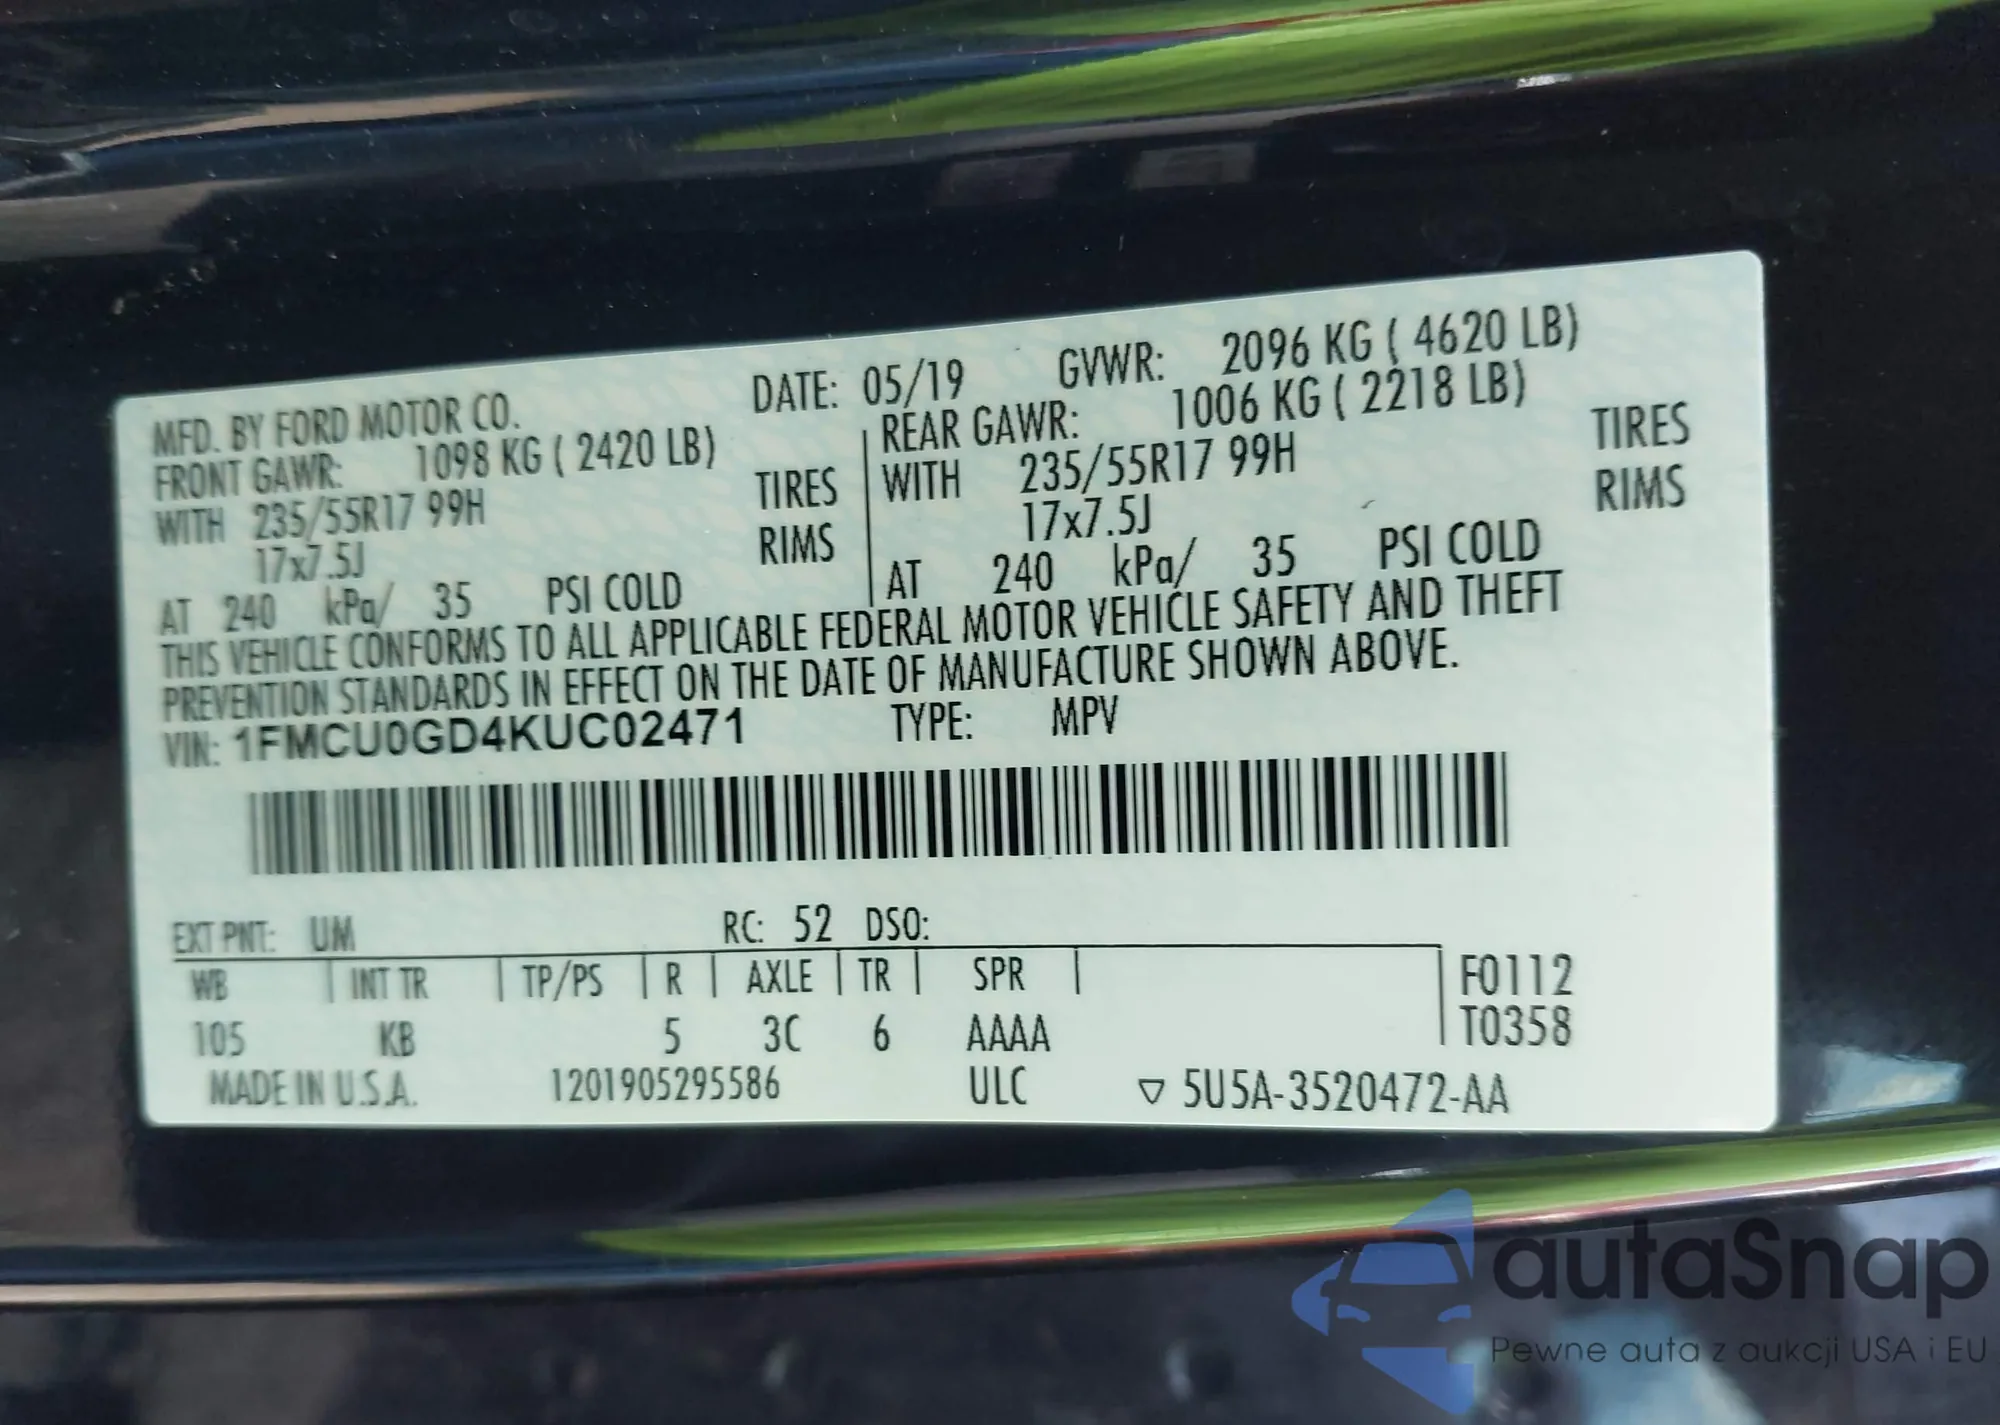 MFD. BY FORD MOTOR CO. DATE: 05/19 GVWR: 2096 KG ( 4620 LB)
FRONT GAWR: 1098 KG ( 2420 LB) REAR GAWR: 1006 KG ( 2218 LB)
WITH 235/55R17 99H TIRES WITH 235/55R17 99H TIRES
17x7.5J RIMS 17x7.5J RIMS
AT 240 kPa/ 35 PSI COLD AT 240 kPa/ 35 PSI COLD
THIS VEHICLE CONFORMS TO ALL APPLICABLE FEDERAL MOTOR VEHICLE SAFETY AND THEFT
PREVENTION STANDARDS IN EFFECT ON THE DATE OF MANUFACTURE SHOWN ABOVE.
VIN: 1FMCU0GD4KUC02471 TYPE: MPV
EXT PNT: UM RC: 52 DSO:
WB INT TR TP/PS R AXLE TR SPR F0112
105 KB 5 3C 6 AAAA T0358
MADE IN U.S.A. 1201905295586 ULC ▽ 5U5A-3520472-AA
autaSnap
Pewne auta z aukcji USA i EU